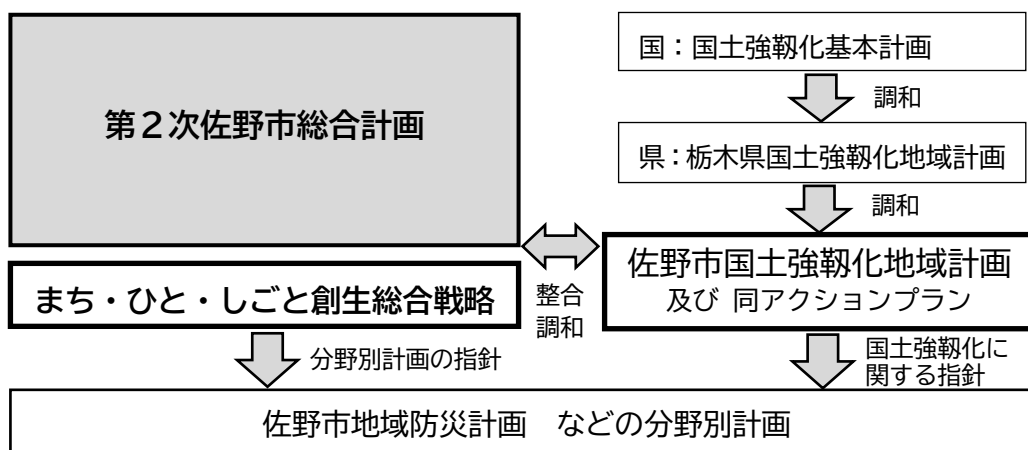 第２次佐野市総合計画
まち・ひと・しごと創生総合戦略
分野別計画の指針
国：国土強靱化基本計画
調和
県：栃木県国土強靱化地域計画
調和
整合
調和
佐野市国土強靱化地域計画
及び 同アクションプラン
国土強靱化に
関する指針
佐野市地域防災計画　などの分野別計画